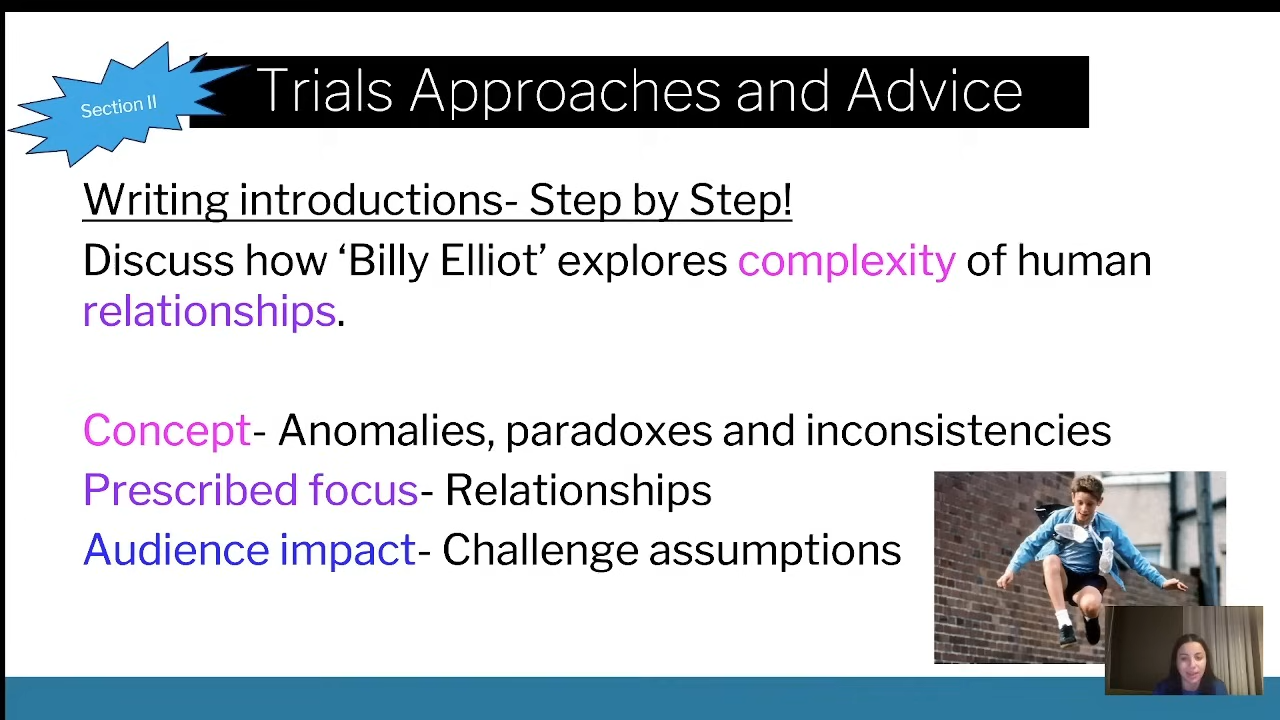 Section II
Trials Approaches and Advice
Writing introductions- Step by Step!
Discuss how ‘Billy Elliot’ explores complexity of human
relationships.
Concept- Anomalies, paradoxes and inconsistencies
Prescribed focus- Relationships
Audience impact- Challenge assumptions